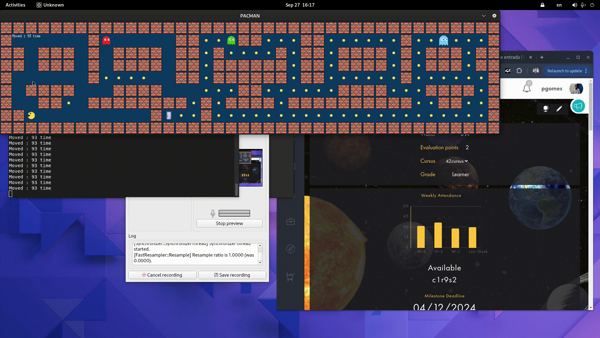 Activities
Unknown
Sep 27 16:17
en
PACMAN
Moved : 93 time
entrada
Relaunch to update
pgomes
Moved : 93 time
Moved : 93 time
Moved : 93 time
Moved : 93 time
Moved : 93 time
Moved : 93 time
Moved : 93 time
Moved : 93 time
Moved : 93 time
Moved : 93 time
Evaluation points 2
Cursus 42cursus
Grade Learner
Weekly Attendance
Stop preview
Log
started.
[FastResampler::Resample] Resample ratio is 1.0000 (was
0.0000).
Cancel recording
Save recording
Available
c1r9s2
Milestone Deadline
04/12/2024